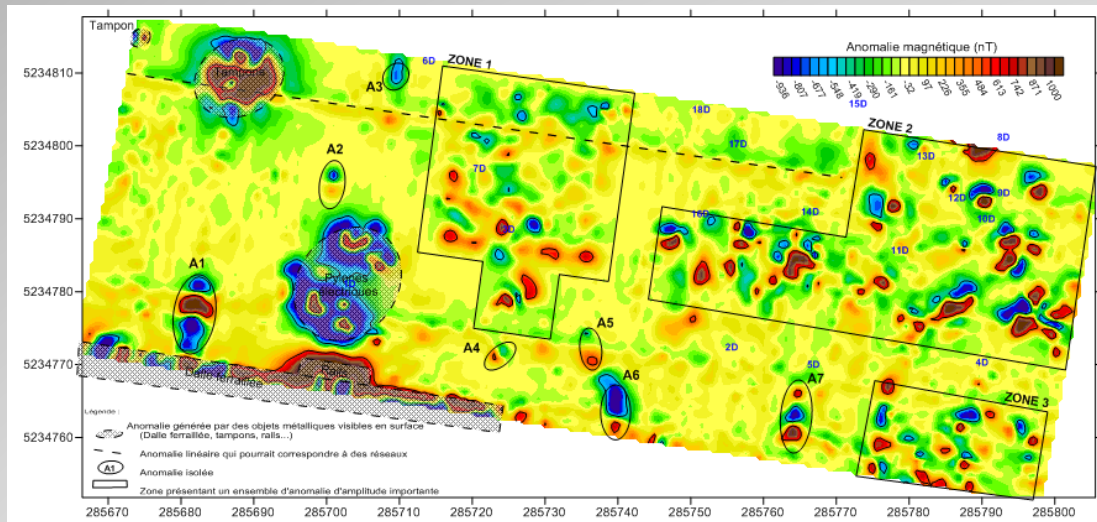 Tampon
Anomalie magnétique (nT)
-936 -807 -677 -548 -419 -290 -161 -32 97 226 355 484 613 742 871 1000
5234810
5234800
5234790
5234780
5234770
5234760
Tampons
A3
6D
ZONE 1
18D
15D
17D
ZONE 2
8D
13D
A2
7D
12D
9D
16D
14D
10D
11D
A1
Pylônes
électriques
A4
A5
2D
5D
4D
A6
A7
ZONE 3
Rails
Dalle ferraillée
Légende :
Anomalie générée par des objets métalliques visibles en surface
(Dalle ferraillée, tampons, rails...)
Anomalie linéaire qui pourrait correspondre à des réseaux
A1
Anomalie isolée
Zone présentant un ensemble d'anomalie d'amplitude importante
285670 285680 285690 285700 285710 285720 285730 285740 285750 285760 285770 285780 285790 285800